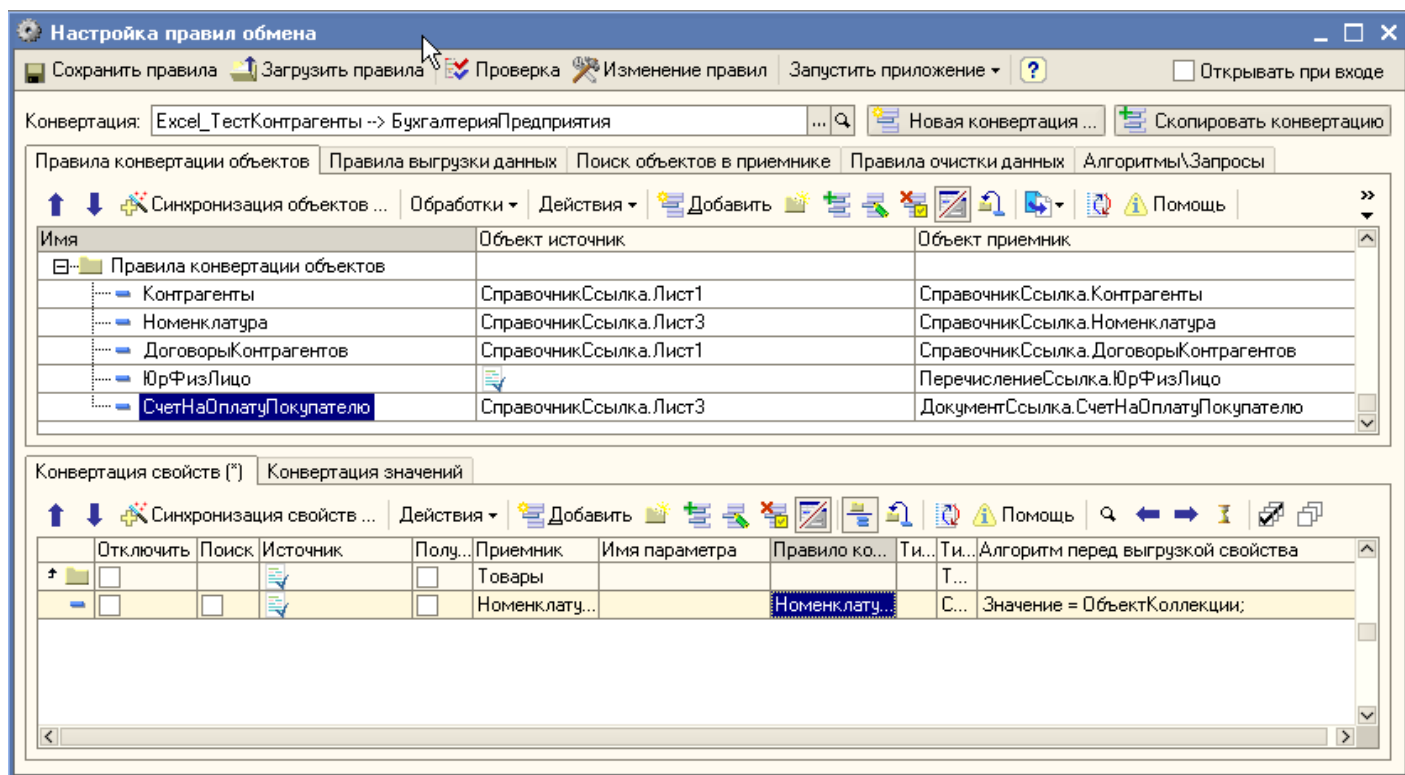 Настройка правил обмена
Сохранить правила Загрузить правила Проверка Изменение правил Запустить приложение ? Открывать при входе
Конвертация: Excel_ТестКонтрагенты --> БухгалтерияПредприятия ... Новая конвертация ... Скопировать конвертацию
Правила конвертации объектов Правила выгрузки данных Поиск объектов в приемнике Правила очистки данных Алгоритмы\Запросы
Синхронизация объектов ... Обработки Действия Добавить Помощь
Имя Объект источник Объект приемник
Правила конвертации объектов
Контрагенты СправочникСсылка.Лист1 СправочникСсылка.Контрагенты
Номенклатура СправочникСсылка.Лист3 СправочникСсылка.Номенклатура
ДоговорыКонтрагентов СправочникСсылка.Лист1 СправочникСсылка.ДоговорыКонтрагентов
ЮрФизЛицо ПеречислениеСсылка.ЮрФизЛицо
СчетНаОплатуПокупателю СправочникСсылка.Лист3 ДокументСсылка.СчетНаОплатуПокупателю
Конвертация свойств (*) Конвертация значений
Синхронизация свойств ... Действия Добавить Помощь
Отключить Поиск Источник Полу... Приемник Имя параметра Правило ко... Ти... Ти... Алгоритм перед выгрузкой свойства
Товары Т...
Номенклату... Номенклату... С... Значение = ОбъектКоллекции;